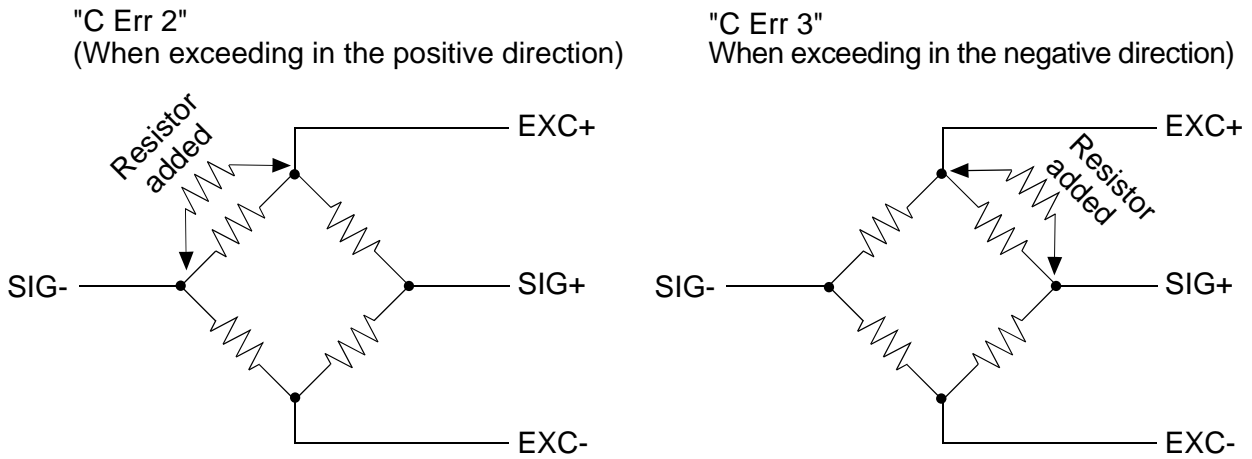 "C Err 2"
(When exceeding in the positive direction)
Resistor
added
EXC+
SIG-
SIG+
EXC-
"C Err 3"
When exceeding in the negative direction)
EXC+
Resistor
added
SIG-
SIG+
EXC-